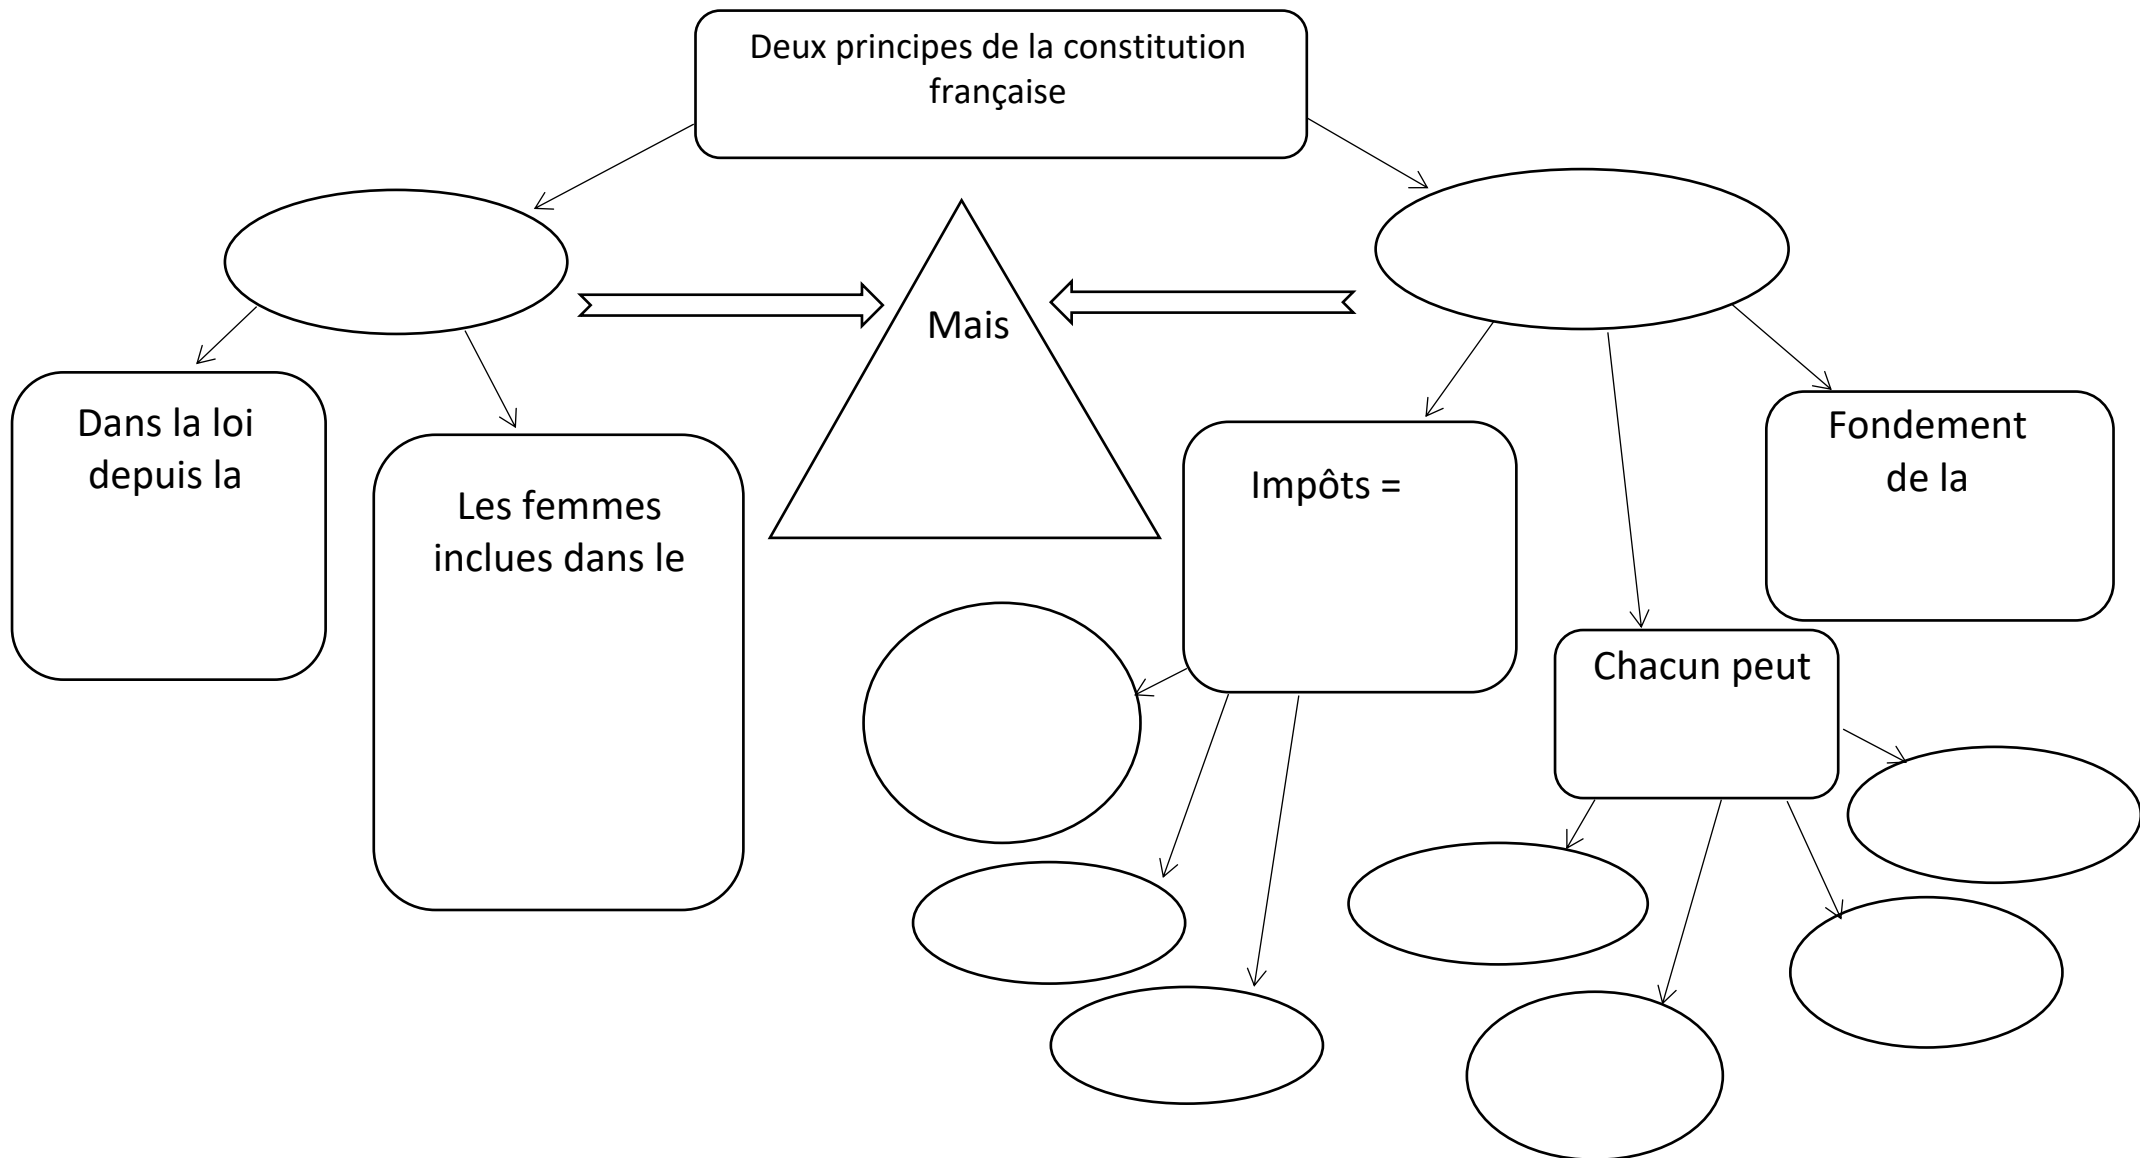 Deux principes de la constitution
française
Mais
Dans la loi
depuis la
Les femmes
inclues dans le
Impôts =
Fondement
de la
Chacun peut